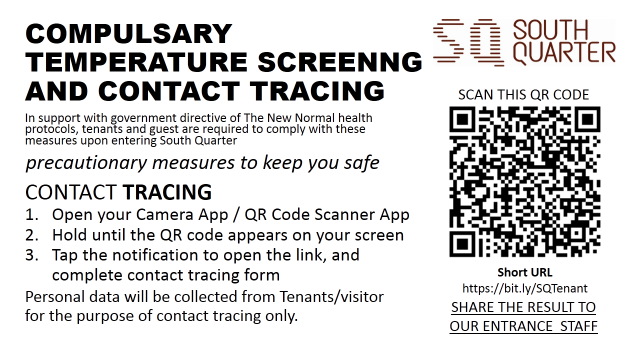 COMPULSARY
TEMPERATURE SCREENNG
AND CONTACT TRACING
In support with government directive of The New Normal health
protocols, tenants and guest are required to comply with these
measures upon entering South Quarter
precautionary measures to keep you safe
CONTACT TRACING
1. Open your Camera App / QR Code Scanner App
2. Hold until the QR code appears on your screen
3. Tap the notification to open the link, and
complete contact tracing form
Personal data will be collected from Tenants/visitor
for the purpose of contact tracing only.
SQ SOUTH
QUARTER
SCAN THIS QR CODE
Short URL
https://bit.ly/SQTenant
SHARE THE RESULT TO
OUR ENTRANCE STAFF